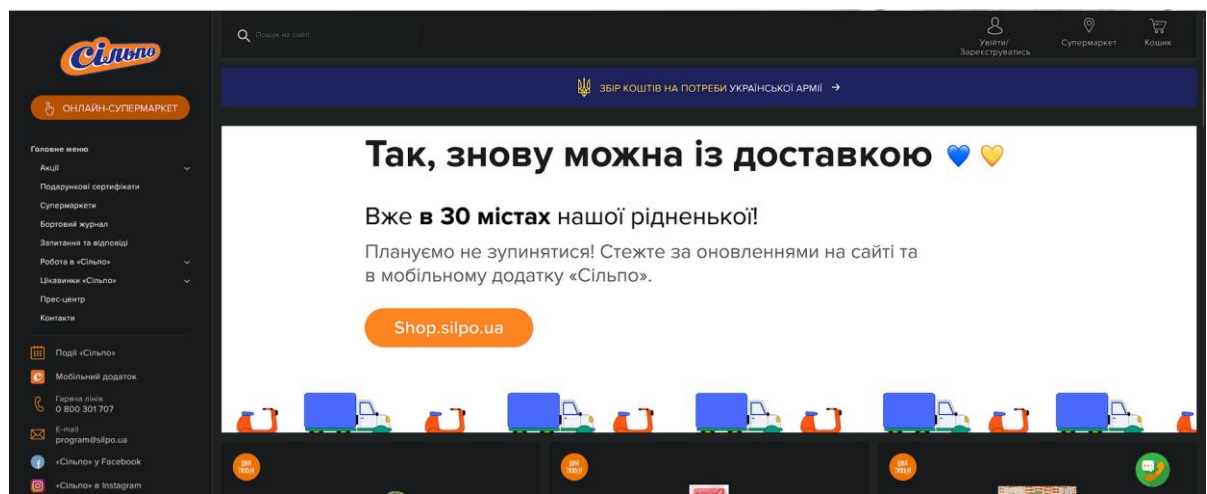 Сільпо
ОНЛАЙН-СУПЕРМАРКЕТ
Головне меню
Акції
Подарункові сертифікати
Супермаркети
Бортовий журнал
Запитання та відповіді
Робота в «Сільпо»
Цікавинки «Сільпо»
Прес-центр
Контакти
Події «Сільпо»
Мобільний додаток
Гаряча лінія
0 800 301 707
E-mail
program@silpo.ua
«Сільпо» у Facebook
«Сільпо» в Instagram
Пошук на сайті
Увійти/
Зареєструватись
Супермаркет
Кошик
ЗБІР КОШТІВ НА ПОТРЕБИ УКРАЇНСЬКОЇ АРМІЇ →
Так, знову можна із доставкою 💙 💛
Вже в 30 містах нашої рідненької!
Плануємо не зупинятися! Стежте за оновленнями на сайті та
в мобільному додатку «Сільпо».
Shop.silpo.ua